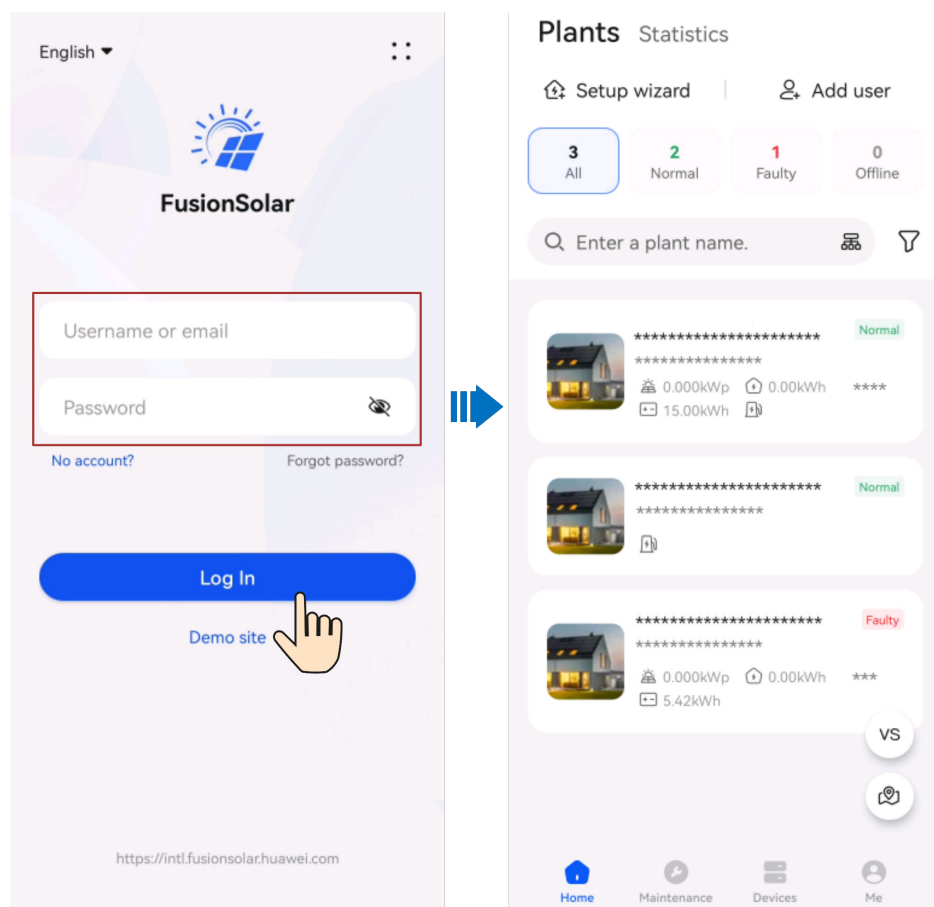 English
FusionSolar
Username or email
Password
No account? Forgot password?
Log In
Demo site
https://intl.fusionsolar.huawei.com
Plants Statistics
Setup wizard Add user
3 2 1 0
All Normal Faulty Offline
Enter a plant name.
********************** Normal
***************
0.000kWp 0.00kWh ****
15.00kWh
********************** Normal
***************
********************** Faulty
***************
0.000kWp 0.00kWh ***
5.42kWh
VS
Home Maintenance Devices Me